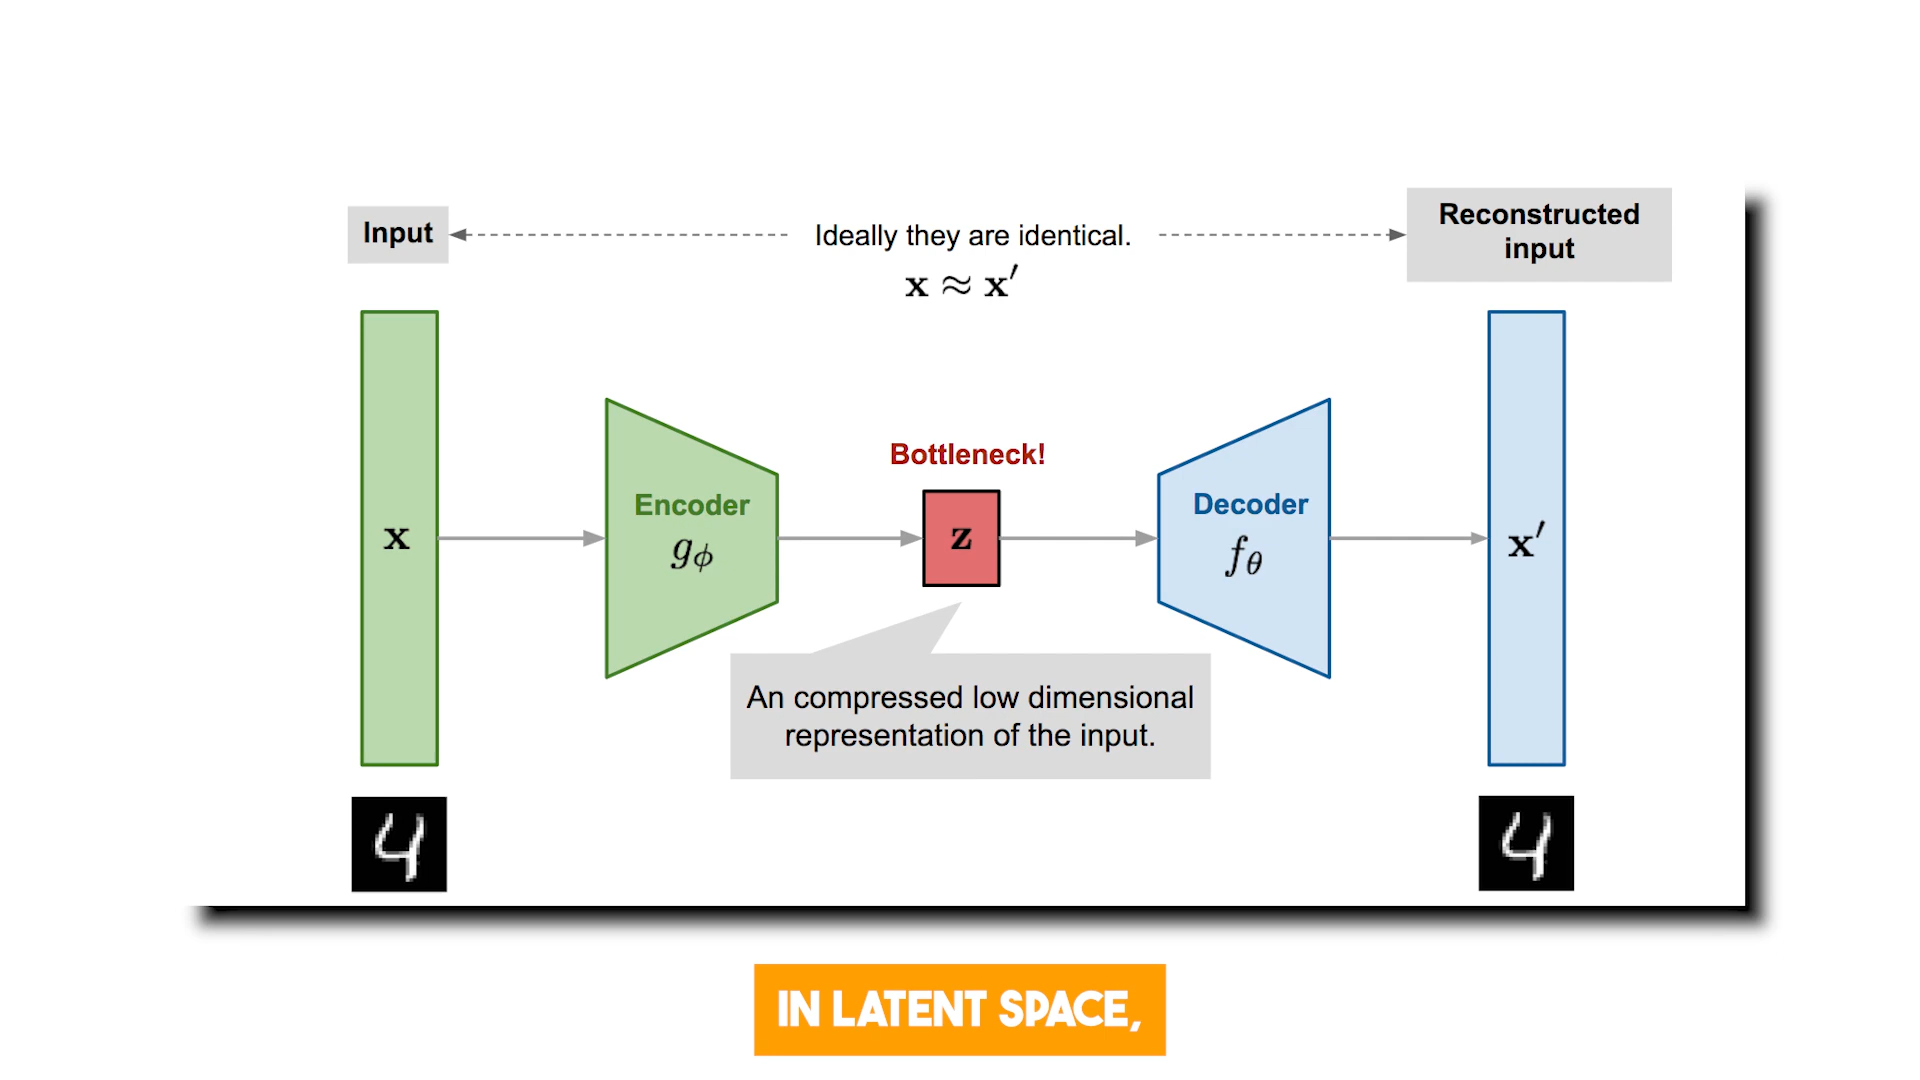 Input
Ideally they are identical.
x ≈ x′
Reconstructed
input
Bottleneck!
Encoder
gϕ
Decoder
fθ
x
z
x′
An compressed low dimensional
representation of the input.
4
4
IN LATENT SPACE,